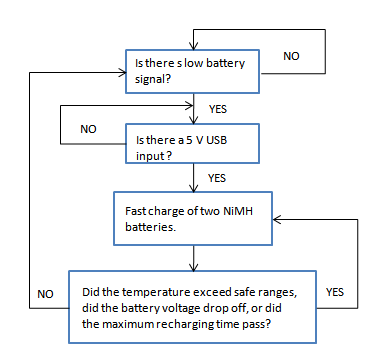 NO
Is there s low battery
signal?
YES
NO
Is there a 5 V USB
input?
YES
Fast charge of two NiMH
batteries.
NO
Did the temperature exceed safe ranges,
did the battery voltage drop off, or did
the maximum recharging time pass?
YES